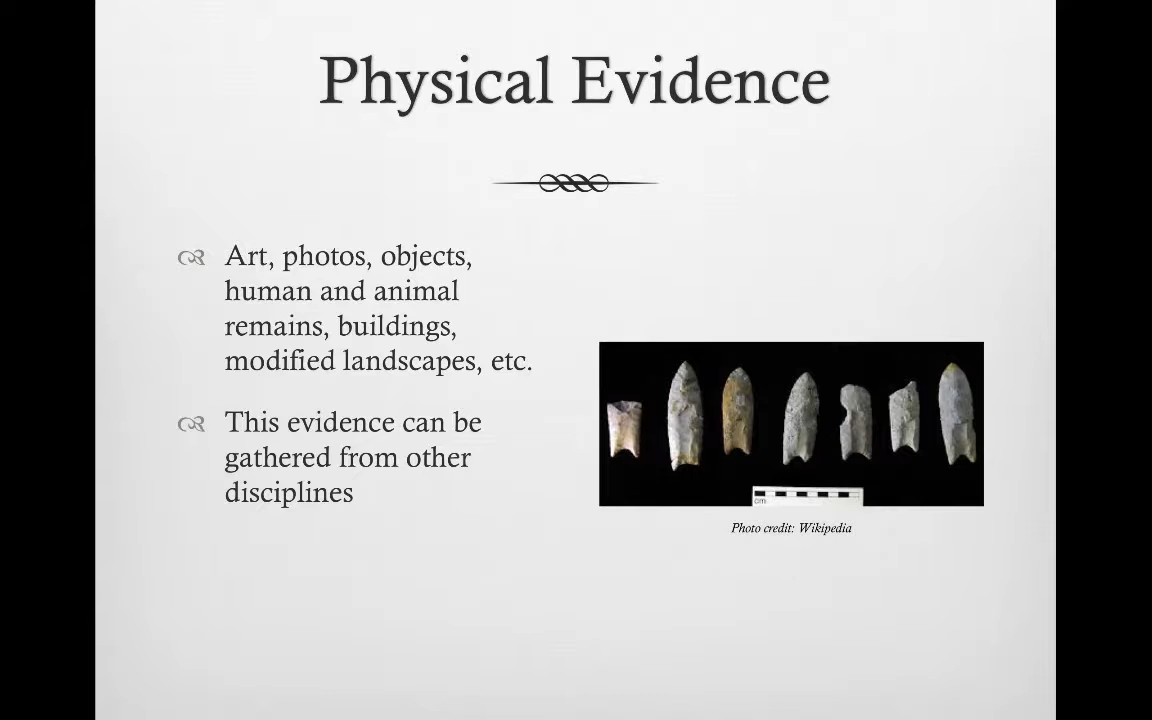 Physical Evidence
Art, photos, objects,
human and animal
remains, buildings,
modified landscapes, etc.
This evidence can be
gathered from other
disciplines
cm
Photo credit: Wikipedia